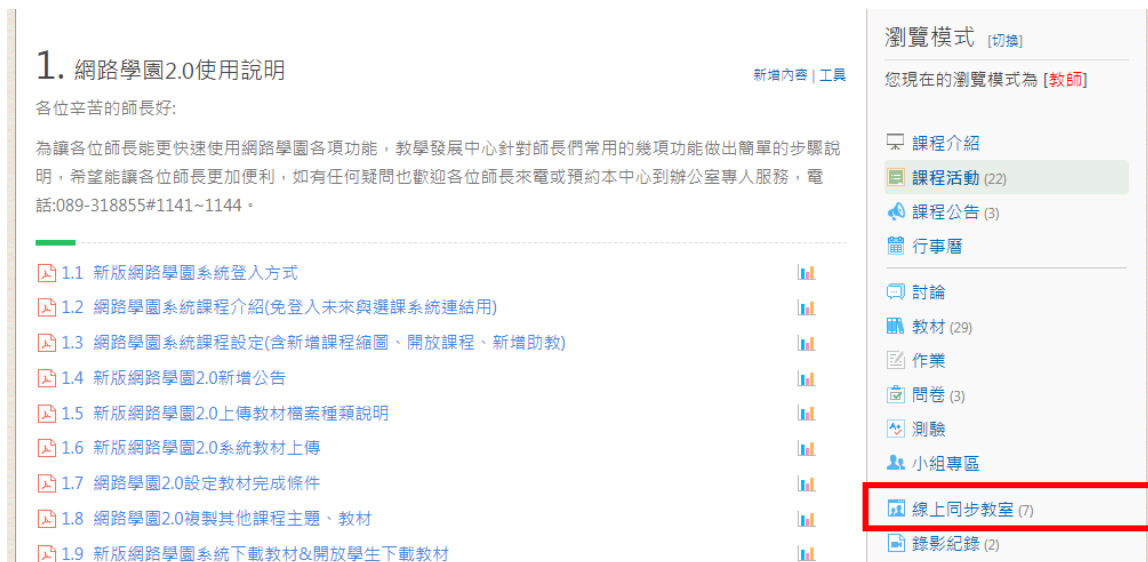 1. 網路學園2.0使用說明
新增內容 | 工具
各位辛苦的師長好:
為讓各位師長能更快速使用網路學園各項功能，教學發展中心針對師長們常用的幾項功能做出簡單的步驟說
明，希望能讓各位師長更加便利，如有任何疑問也歡迎各位師長來電或預約本中心到辦公室專人服務，電
話:089-318855#1141~1144。
1.1 新版網路學園系統登入方式
1.2 網路學園系統課程介紹(免登入未來與選課系統連結用)
1.3 網路學園系統課程設定(含新增課程縮圖、開放課程、新增助教)
1.4 新版網路學園2.0新增公告
1.5 新版網路學園2.0上傳教材檔案種類說明
1.6 新版網路學園2.0系統教材上傳
1.7 網路學園2.0設定教材完成條件
1.8 網路學園2.0複製其他課程主題、教材
1.9 新版網路學園系統下載教材&開放學生下載教材
瀏覽模式 [切換]
您現在的瀏覽模式為 [教師]
課程介紹
課程活動 (22)
課程公告 (3)
行事曆
討論
教材 (29)
作業
問卷 (3)
測驗
小組專區
線上同步教室 (7)
錄影紀錄 (2)